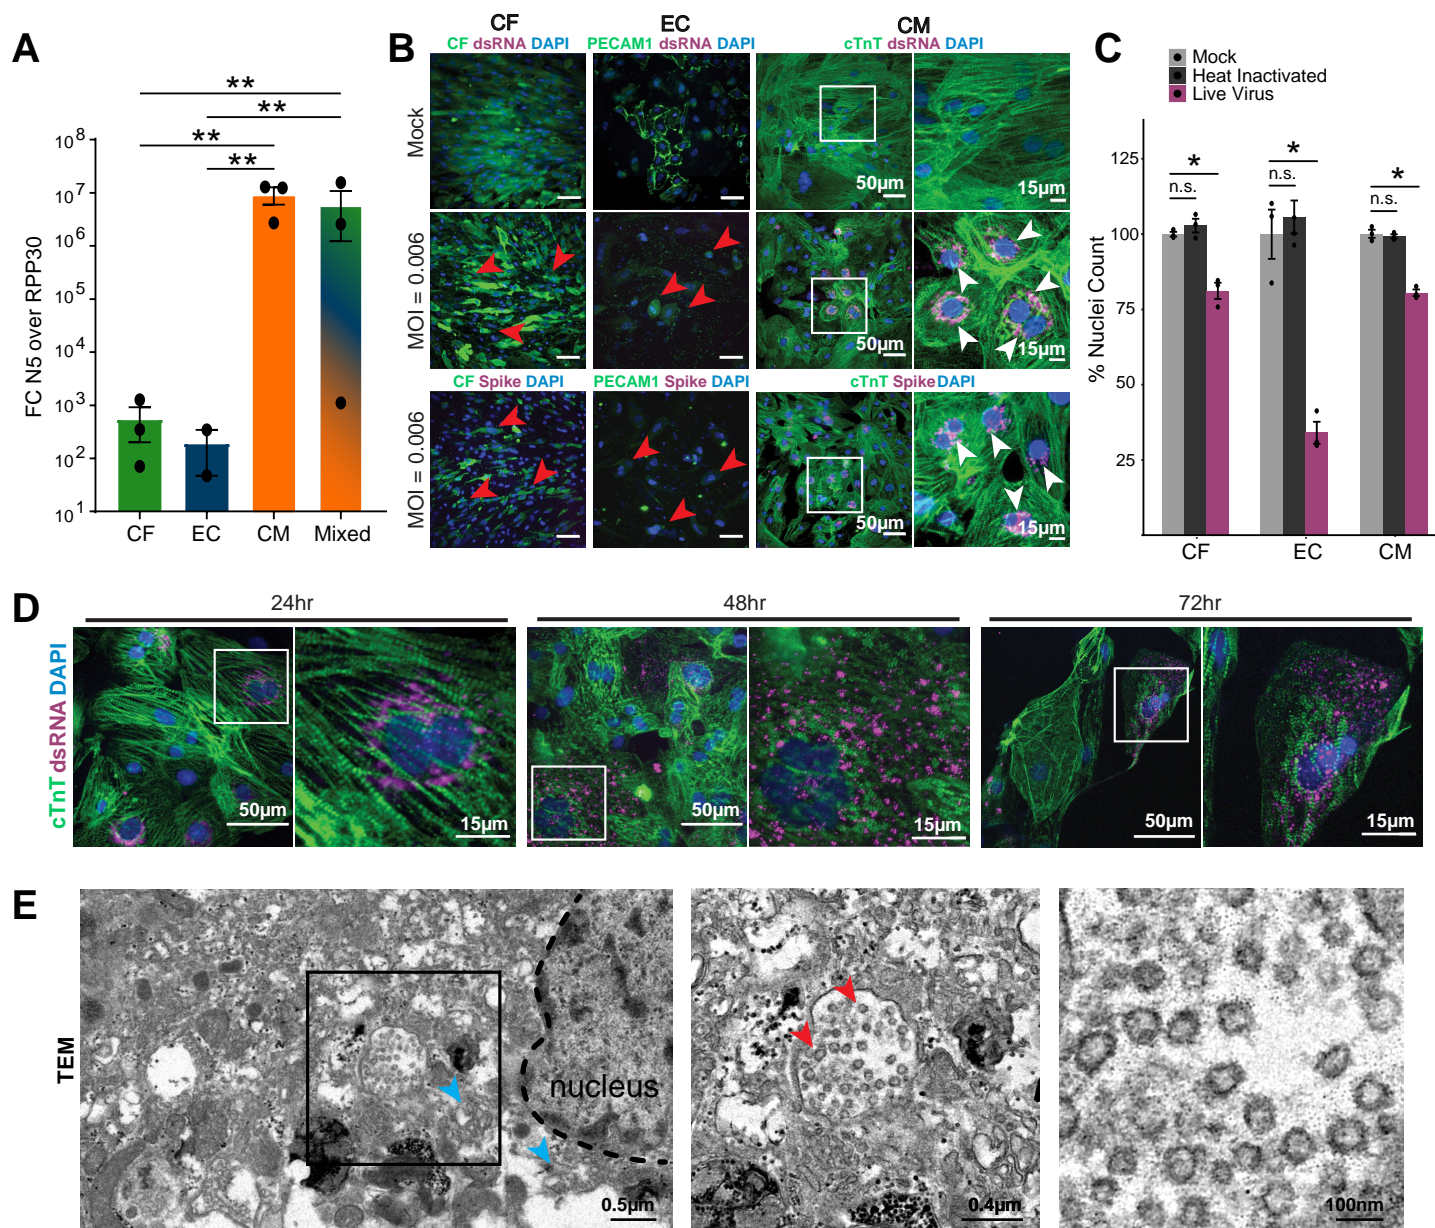 A
**
**
**
**
FC N5 over RPP30
10^8
10^7
10^6
10^5
10^4
10^3
10^2
10^1
CF
EC
CM
Mixed
B
CF
EC
CM
CF dsRNA DAPI
PECAM1 dsRNA DAPI
cTnT dsRNA DAPI
Mock
50µm
15µm
MOI = 0.006
50µm
15µm
CF Spike DAPI
PECAM1 Spike DAPI
cTnT Spike DAPI
MOI = 0.006
50µm
15µm
C
Mock
Heat Inactivated
Live Virus
% Nuclei Count
125
100
75
50
25
*
n.s.
*
n.s.
*
n.s.
CF
EC
CM
D
24hr
48hr
72hr
cTnT dsRNA DAPI
50µm
15µm
50µm
15µm
50µm
15µm
E
TEM
nucleus
0.5µm
0.4µm
100nm